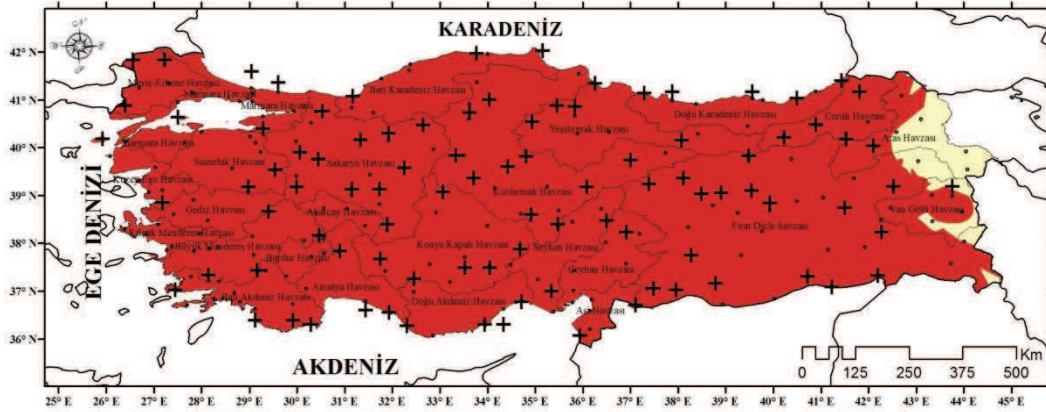 KARADENİZ
42° N
41° N
40° N
39° N
38° N
37° N
36° N
EGE DENİZİ
AKDENİZ
Meriç-Ergene Havzası
Marmara Havzası
Marmara Havzası
Marmara Havzası
Batı Karadeniz Havzası
Yeşilırmak Havzası
Doğu Karadeniz Havzası
Çoruh Havzası
Aras Havzası
Susurluk Havzası
Sakarya Havzası
Kuzey Ege Havzası
Kızılırmak Havzası
Van Gölü Havzası
Gediz Havzası
Akarçay Havzası
Fırat Dicle havzası
Küçük Menderes Havzası
Büyük Menderes Havzası
Konya Kapalı Havzası
Seyhan Havzası
Burdur Havzası
Ceyhan Havzası
Antalya Havzası
Batı Akdeniz Havzası
Doğu Akdeniz Havzası
Asi Havzası
Km
0 125 250 375 500
25° E 26° E 27° E 28° E 29° E 30° E 31° E 32° E 33° E 34° E 35° E 36° E 37° E 38° E 39° E 40° E 41° E 42° E 43° E 44° E 45° E